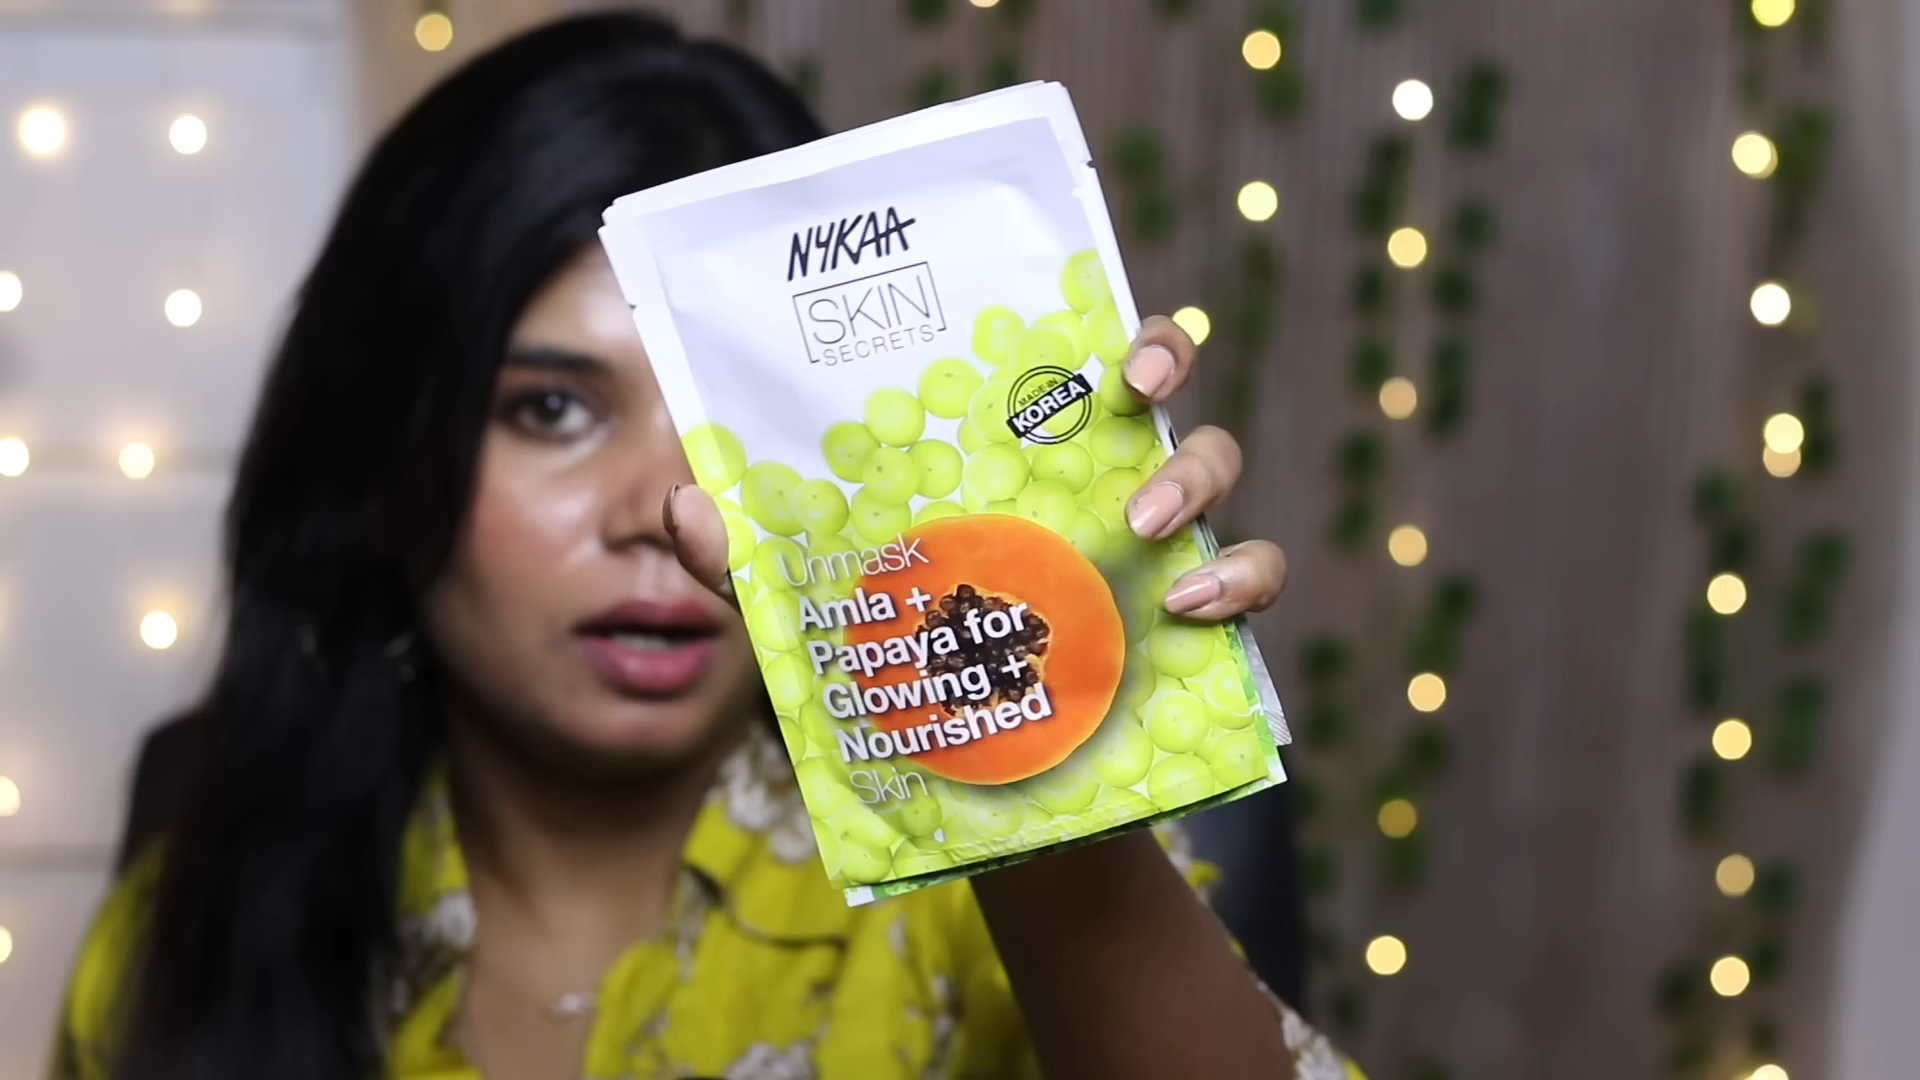 NYKAA
SKIN
SECRETS
MADE IN
KOREA
Unmask
Amla +
Papaya for
Glowing +
Nourished
Skin